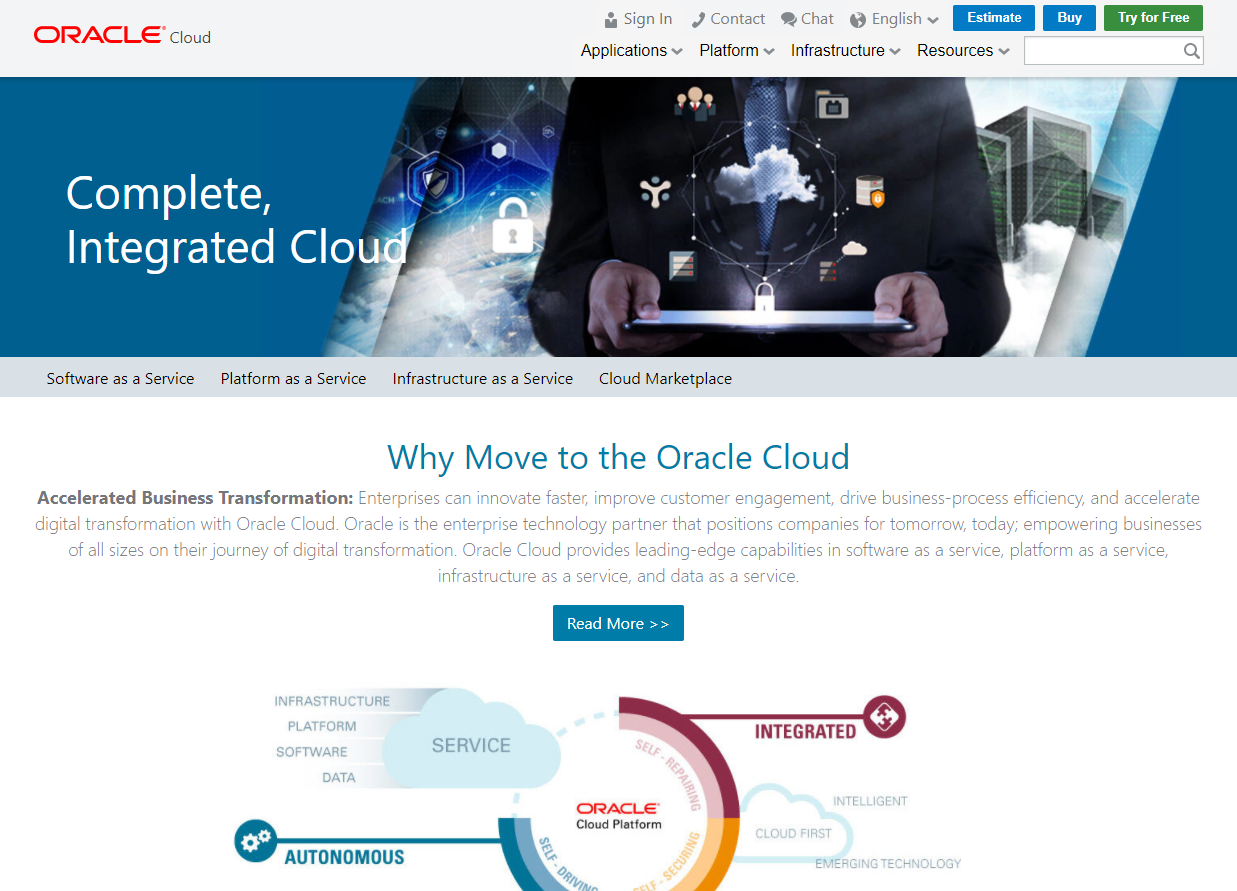 ORACLE Cloud
Sign In Contact Chat English Estimate Buy Try for Free
Applications Platform Infrastructure Resources
Complete,
Integrated Cloud
Software as a Service Platform as a Service Infrastructure as a Service Cloud Marketplace
Why Move to the Oracle Cloud
Accelerated Business Transformation: Enterprises can innovate faster, improve customer engagement, drive business-process efficiency, and accelerate
digital transformation with Oracle Cloud. Oracle is the enterprise technology partner that positions companies for tomorrow, today; empowering businesses
of all sizes on their journey of digital transformation. Oracle Cloud provides leading-edge capabilities in software as a service, platform as a service,
infrastructure as a service, and data as a service.
Read More >>
INFRASTRUCTURE
PLATFORM
SOFTWARE
DATA
SERVICE
INTEGRATED
SELF - REPAIRING
ORACLE
Cloud Platform
INTELLIGENT
CLOUD FIRST
EMERGING TECHNOLOGY
AUTONOMOUS
SELF - DRIVING
SELF - SECURING